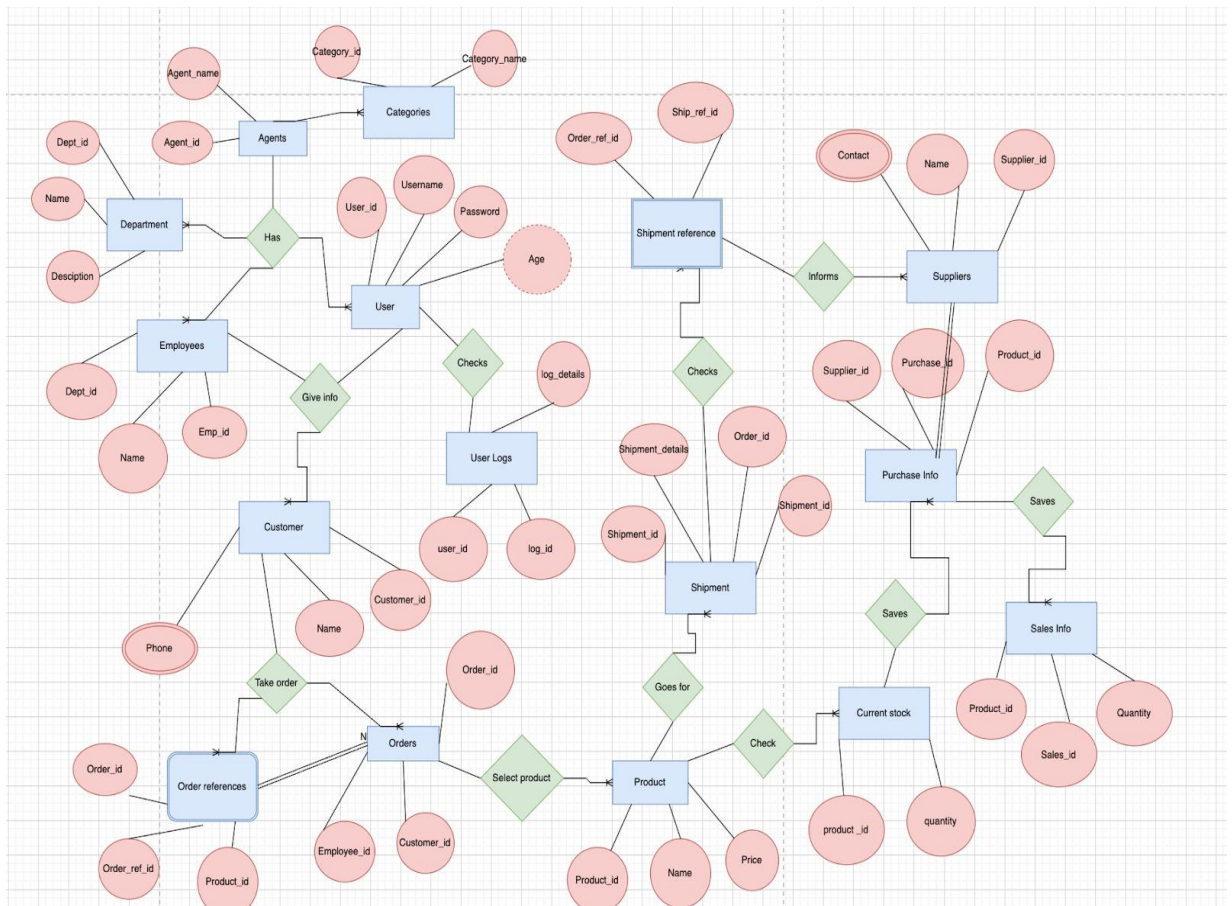 Category_id
Category_name
Agent_name
Categories
Agents
Agent_id
Dept_id
Name
Department
Desciption
Has
User_id
Username
Password
Age
User
Employees
Dept_id
Name
Emp_id
Give info
Checks
log_details
User Logs
user_id
log_id
Customer
Phone
Name
Customer_id
Take order
Order_id
Order references
Order_ref_id
Product_id
N
Orders
Order_id
Employee_id
Customer_id
Select product
Order_ref_id
Ship_ref_id
Shipment reference
Informs
Contact
Name
Supplier_id
Suppliers
Checks
Shipment_details
Order_id
Shipment_id
Shipment_id
Shipment
Goes for
Product
Product_id
Name
Price
Check
Supplier_id
Purchase_id
Product_id
Purchase Info
Saves
Saves
Sales Info
Product_id
Sales_id
Quantity
Current stock
product _id
quantity